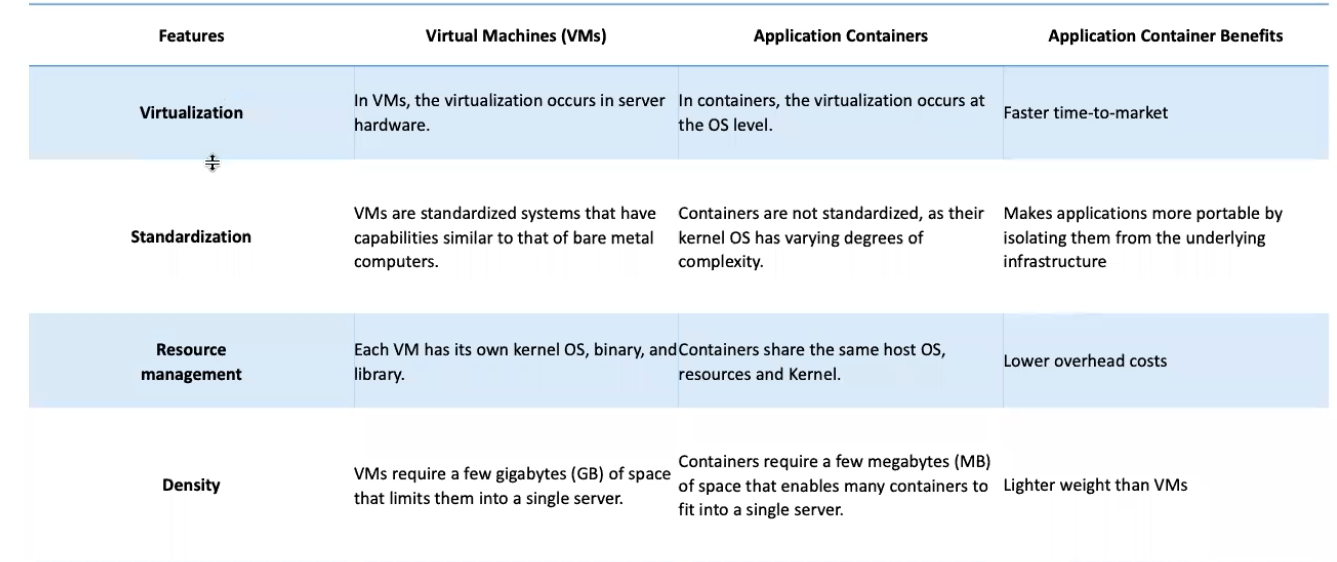 Features
Virtual Machines (VMs)
Application Containers
Application Container Benefits
Virtualization
In VMs, the virtualization occurs in server
hardware.
In containers, the virtualization occurs at
the OS level.
Faster time-to-market
Standardization
VMs are standardized systems that have
capabilities similar to that of bare metal
computers.
Containers are not standardized, as their
kernel OS has varying degrees of
complexity.
Makes applications more portable by
isolating them from the underlying
infrastructure
Resource
management
Each VM has its own kernel OS, binary, and
library.
Containers share the same host OS,
resources and Kernel.
Lower overhead costs
Density
VMs require a few gigabytes (GB) of space
that limits them into a single server.
Containers require a few megabytes (MB)
of space that enables many containers to
fit into a single server.
Lighter weight than VMs